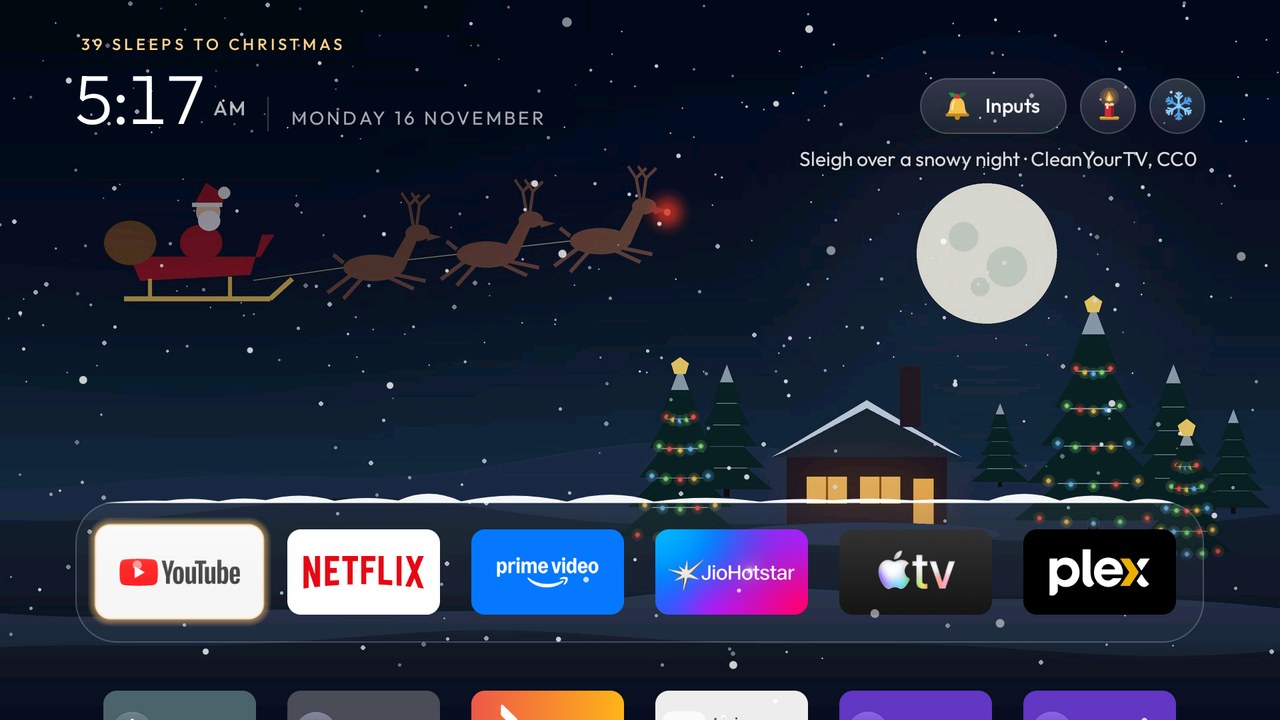 39 SLEEPS TO CHRISTMAS
5:17 AM
MONDAY 16 NOVEMBER
Inputs
Sleigh over a snowy night · CleanYourTV, CC0
YouTube
NETFLIX
prime video
JioHotstar
tv
plex